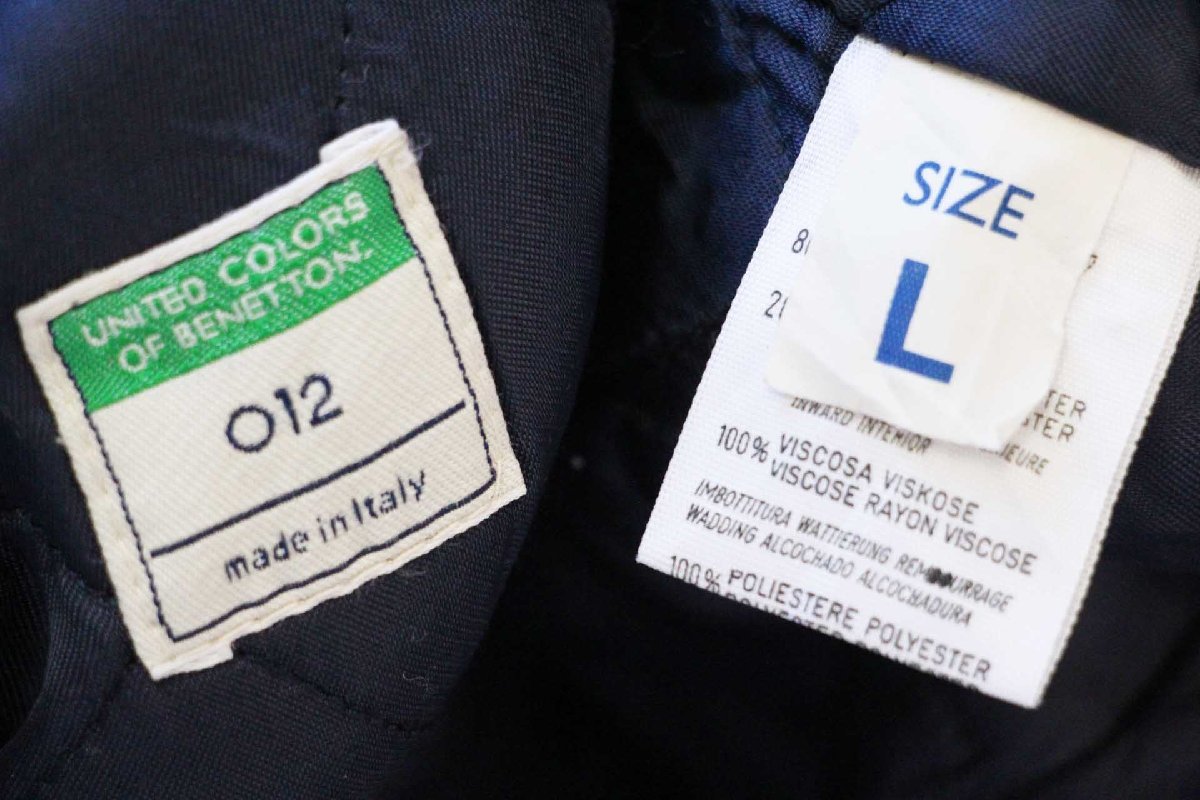 UNITED COLORS
OF BENETTON.
012
made in Italy
SIZE
L
INWARD INTERIOR
100% VISCOSA VISKOSE
VISCOSE RAYON VISCOSE
IMBOTTITURA WATTIERUNG REMBOURRAGE
WADDING ALCOCHADO ALCOCHADURA
100% POLIESTERE POLYESTER